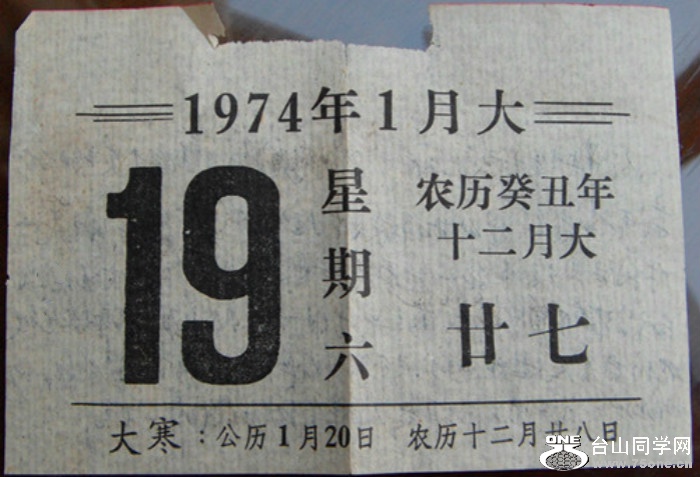 1974年1月大
19
星期六
农历癸丑年
十二月大
廿七
大寒：公历1月20日 农历十二月廿八日
ONE
台山同学网